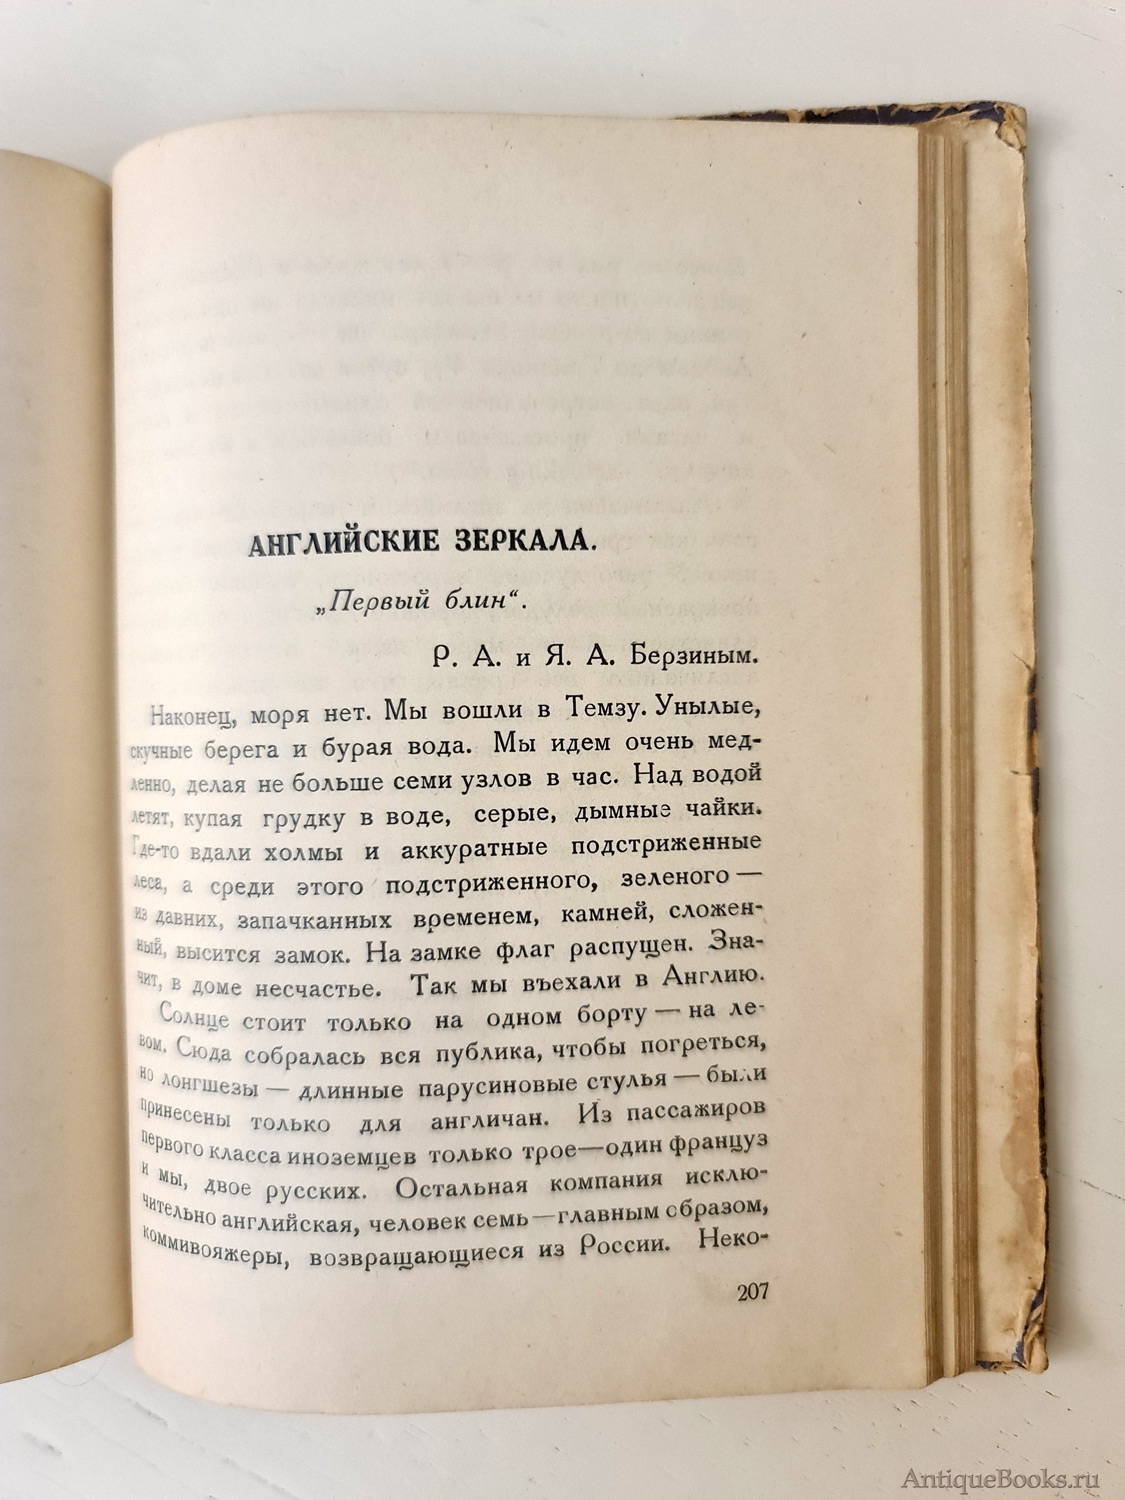 АНГЛИЙСКИЕ ЗЕРКАЛА.
„Первый блин“.
Р. А. и Я. А. Берзиным.
Наконец, моря нет. Мы вошли в Темзу. Унылые,
скучные берега и бурая вода. Мы идем очень мед-
ленно, делая не больше семи узлов в час. Над водой
летят, купая грудку в воде, серые, дымные чайки.
Где-то вдали холмы и аккуратные подстриженные
леса, а среди этого подстриженного, зеленого —
из давних, запачканных временем, камней, сложен-
ный, высится замок. На замке флаг распущен. Зна-
чит, в доме несчастье. Так мы въехали в Англию.
Солнце стоит только на одном борту — на ле-
вом. Сюда собралась вся публика, чтобы погреться,
но лонгшезы — длинные парусиновые стулья — были
принесены только для англичан. Из пассажиров
первого класса иноземцев только трое—один француз
и мы, двое русских. Остальная компания исклю-
чительно английская, человек семь—главным образом,
коммивояжеры, возвращающиеся из России. Неко-
207
AntiqueBooks.ru